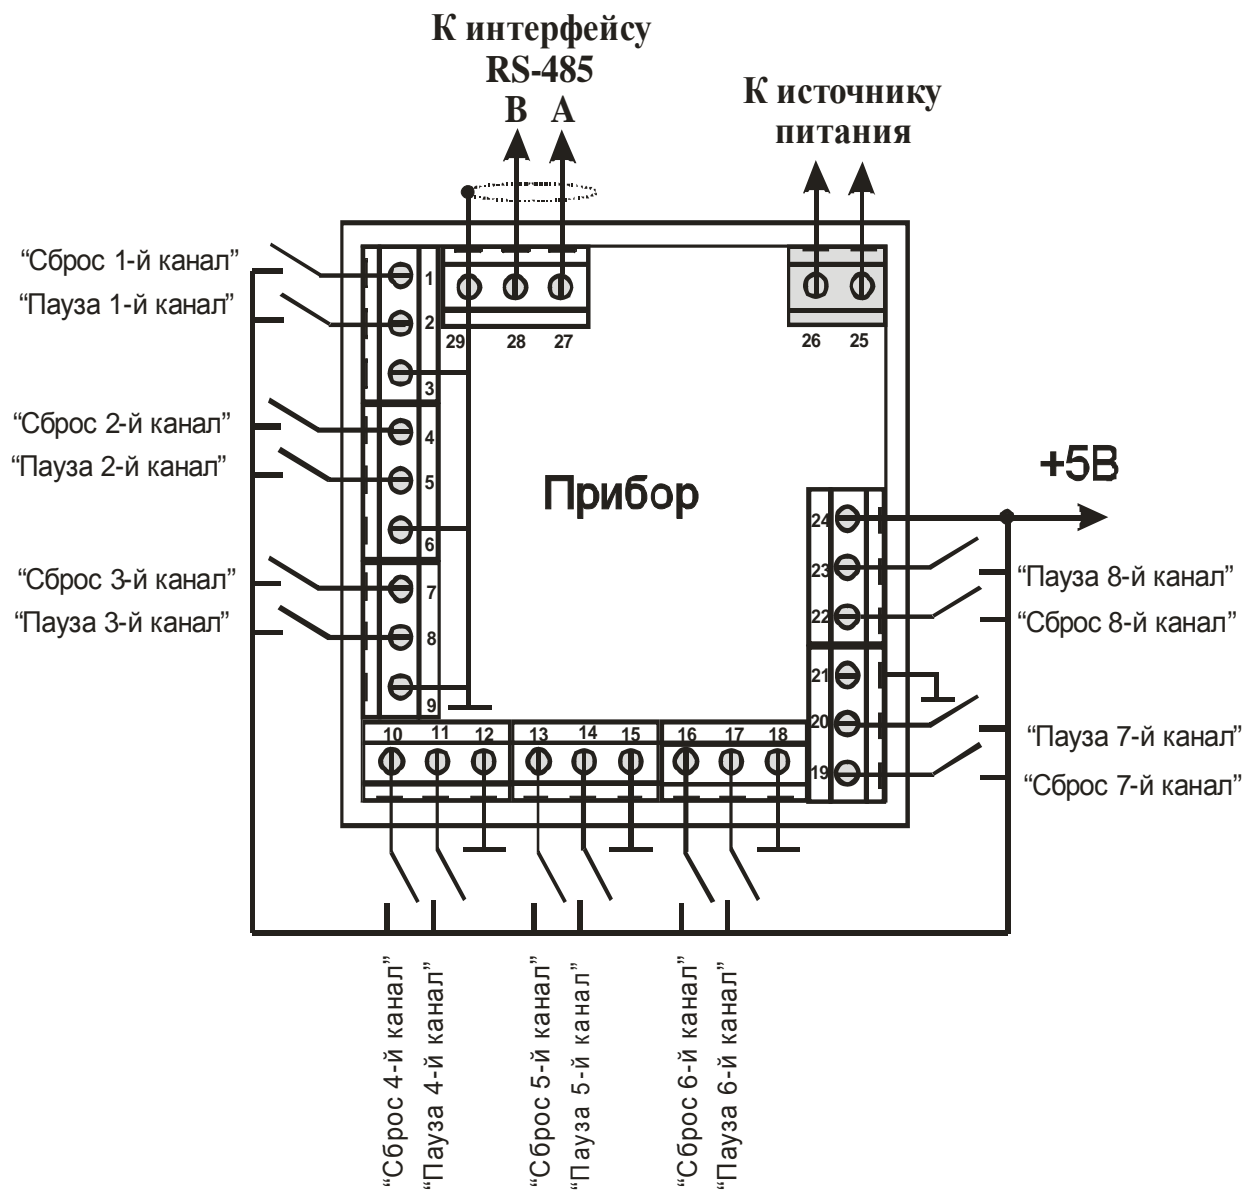 К интерфейсу
RS-485
B A
К источнику
питания
“Сброс 1-й канал”
“Пауза 1-й канал”
“Сброс 2-й канал”
“Пауза 2-й канал”
“Сброс 3-й канал”
“Пауза 3-й канал”
1
2
3
4
5
6
7
8
9
29 28 27
26 25
Прибор
+5В
24
23
22
21
20
19
“Пауза 8-й канал”
“Сброс 8-й канал”
“Пауза 7-й канал”
“Сброс 7-й канал”
10 11 12 13 14 15 16 17 18
“Сброс 4-й канал”
“Пауза 4-й канал”
“Сброс 5-й канал”
“Пауза 5-й канал”
“Сброс 6-й канал”
“Пауза 6-й канал”